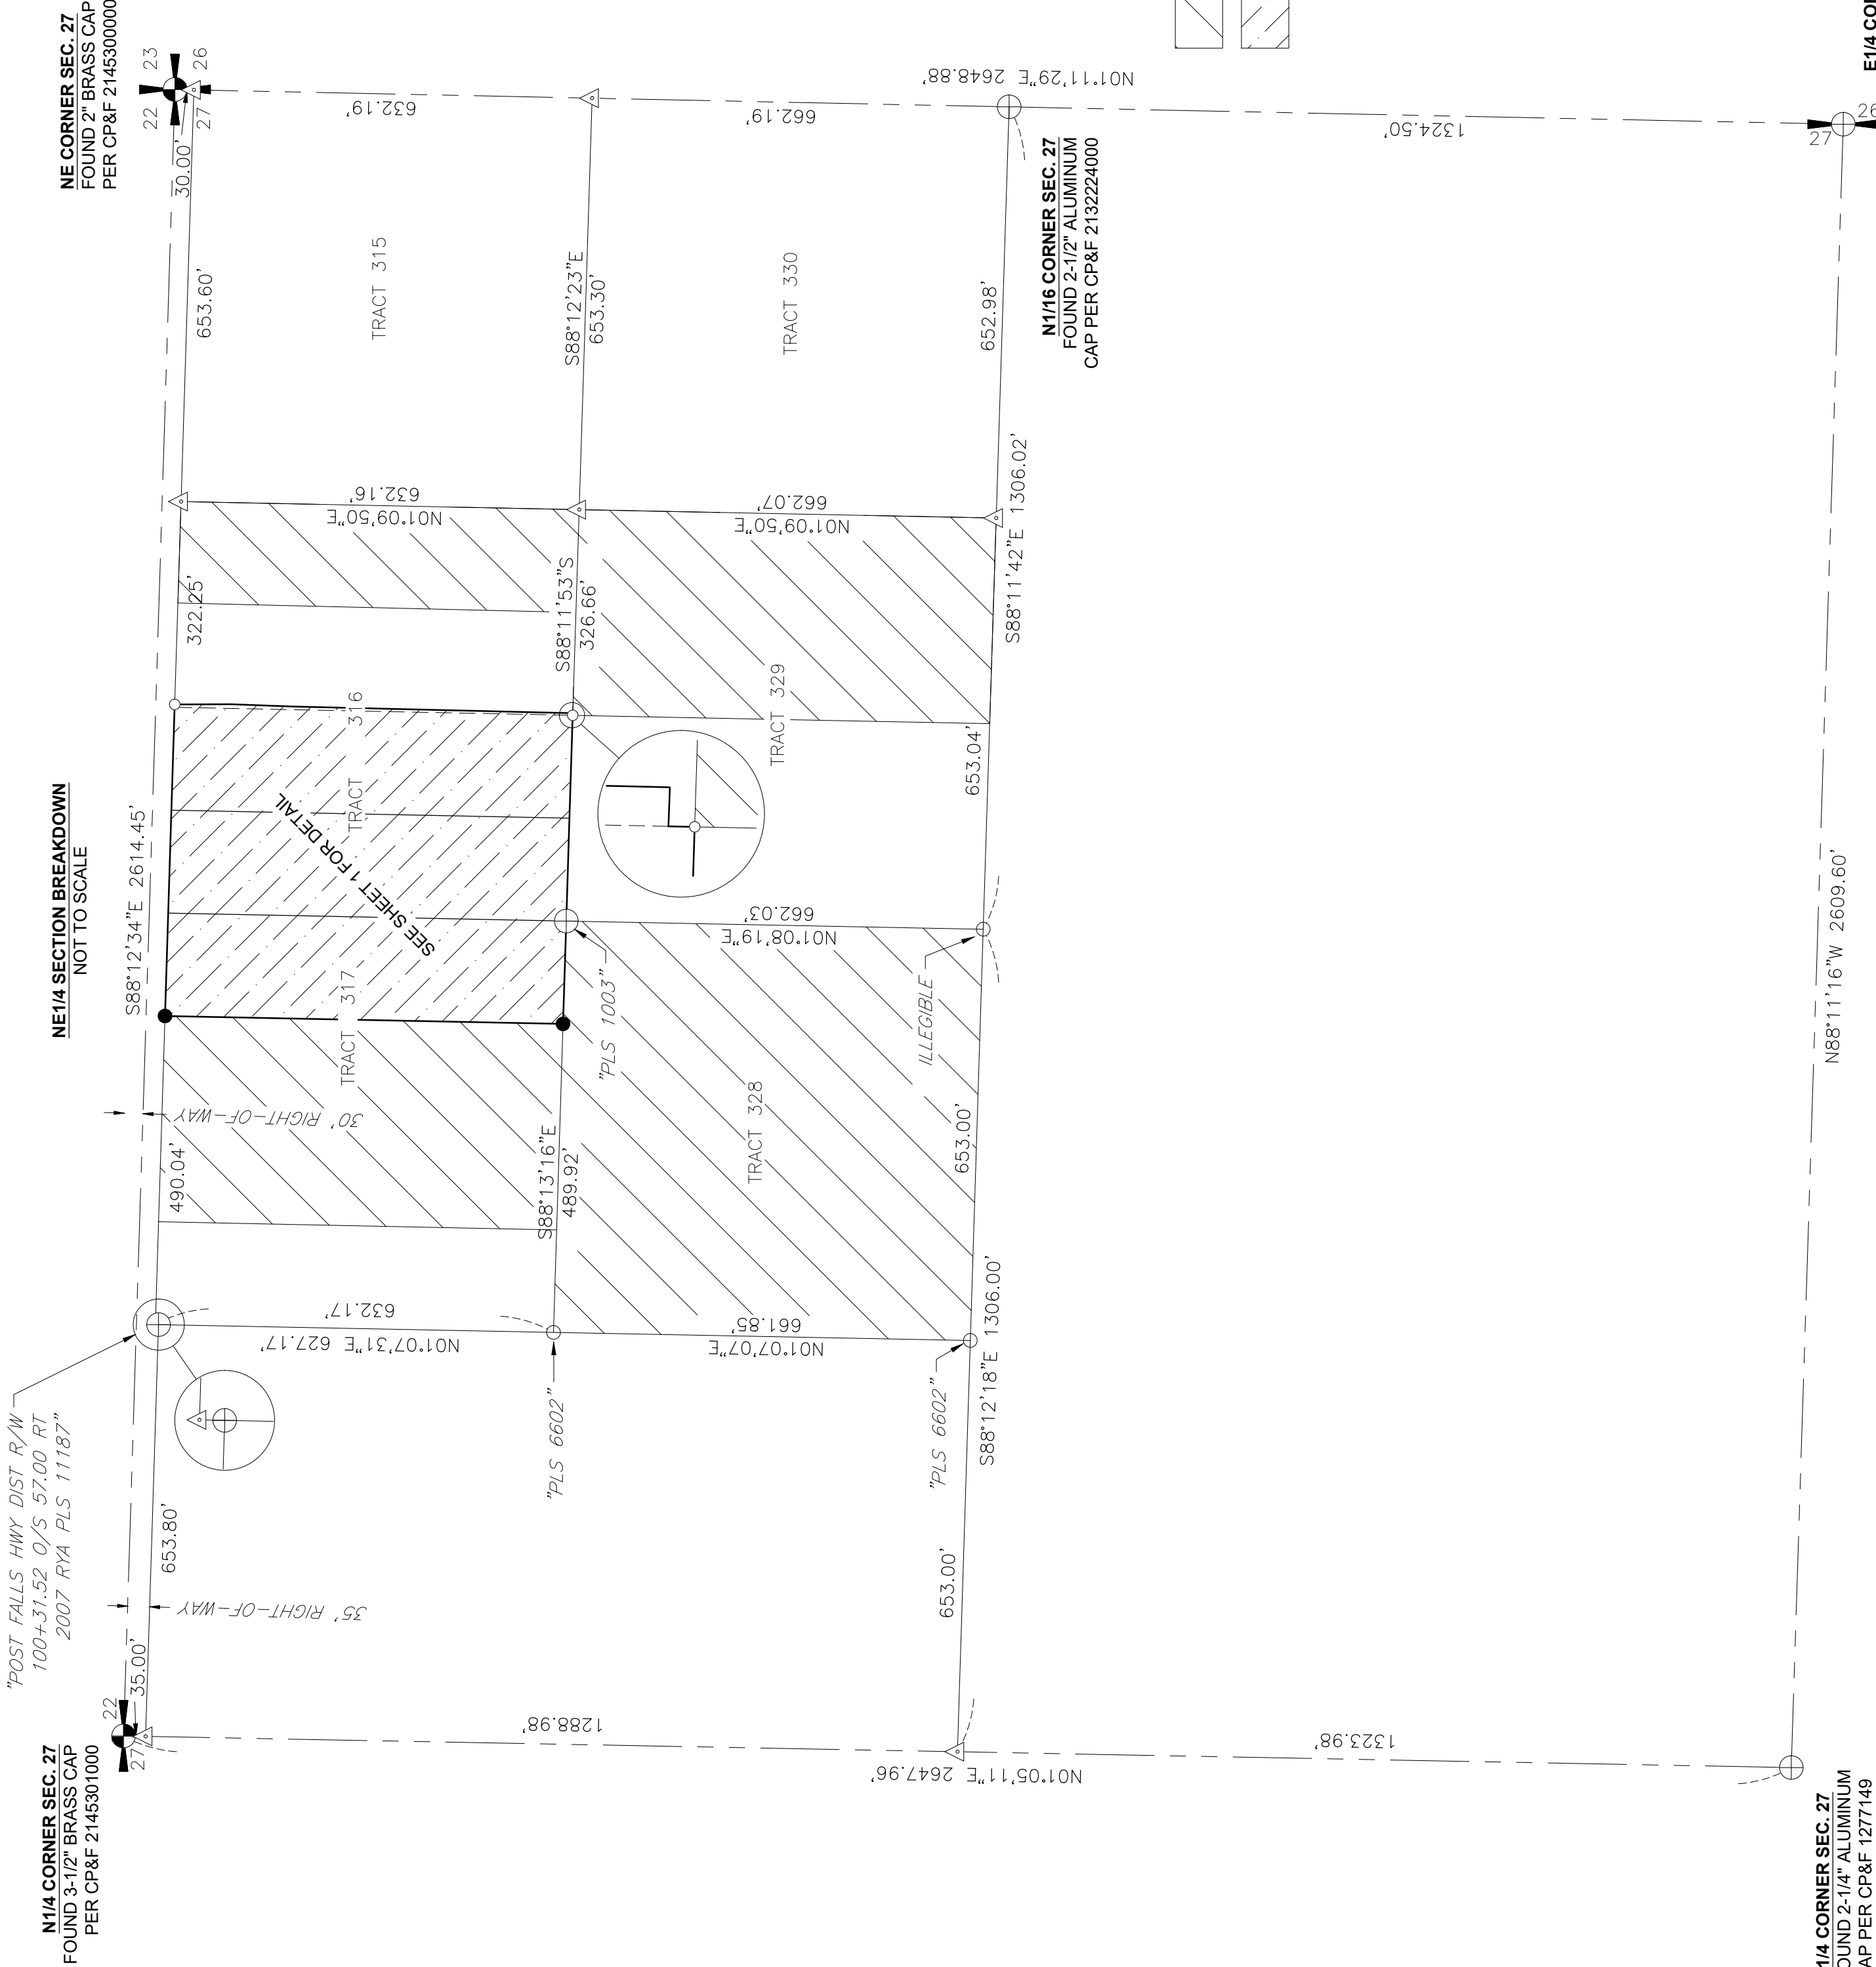 NE1/4 SECTION BREAKDOWN
NOT TO SCALE
N1/4 CORNER SEC. 27
FOUND 3-1/2" BRASS CAP
PER CP&F 2145301000
NE CORNER SEC. 27
FOUND 2" BRASS CAP
PER CP&F 2145300000
22
27
22
23
27
26
"POST FALLS HWY DIST R/W
100+31.52 O/S 57.00 RT
2007 RYA PLS 11187"
S88°12'34"E 2614.45'
35.00'
35' RIGHT-OF-WAY
653.80'
490.04'
30' RIGHT-OF-WAY
322.25'
653.60'
30.00'
N01°07'31"E 627.17'
632.17'
TRACT 317
SEE SHEET 1 FOR DETAIL
TRACT 316
N01°09'50"E
632.16'
TRACT 315
632.19'
"PLS 6602"
S88°13'16"E
489.92'
"PLS 1003"
S88°11'53"S
326.66'
S88°12'23"E
653.30'
N01°07'07"E
661.85'
TRACT 328
N01°08'19"E
662.03'
TRACT 329
N01°09'50"E
662.07'
TRACT 330
662.19'
N01°11'29"E 2648.88'
1288.98'
N01°05'11"E 2647.96'
653.00'
"PLS 6602"
653.00'
ILLEGIBLE
653.04'
652.98'
S88°12'18"E 1306.00'
S88°11'42"E 1306.02'
N1/16 CORNER SEC. 27
FOUND 2-1/2" ALUMINUM
CAP PER CP&F 2132224000
1323.98'
1324.50'
N88°11'16"W 2609.60'
27
26
1/4 CORNER SEC. 27
OUND 2-1/4" ALUMINUM
AP PER CP&F 1277149
E1/4 COR